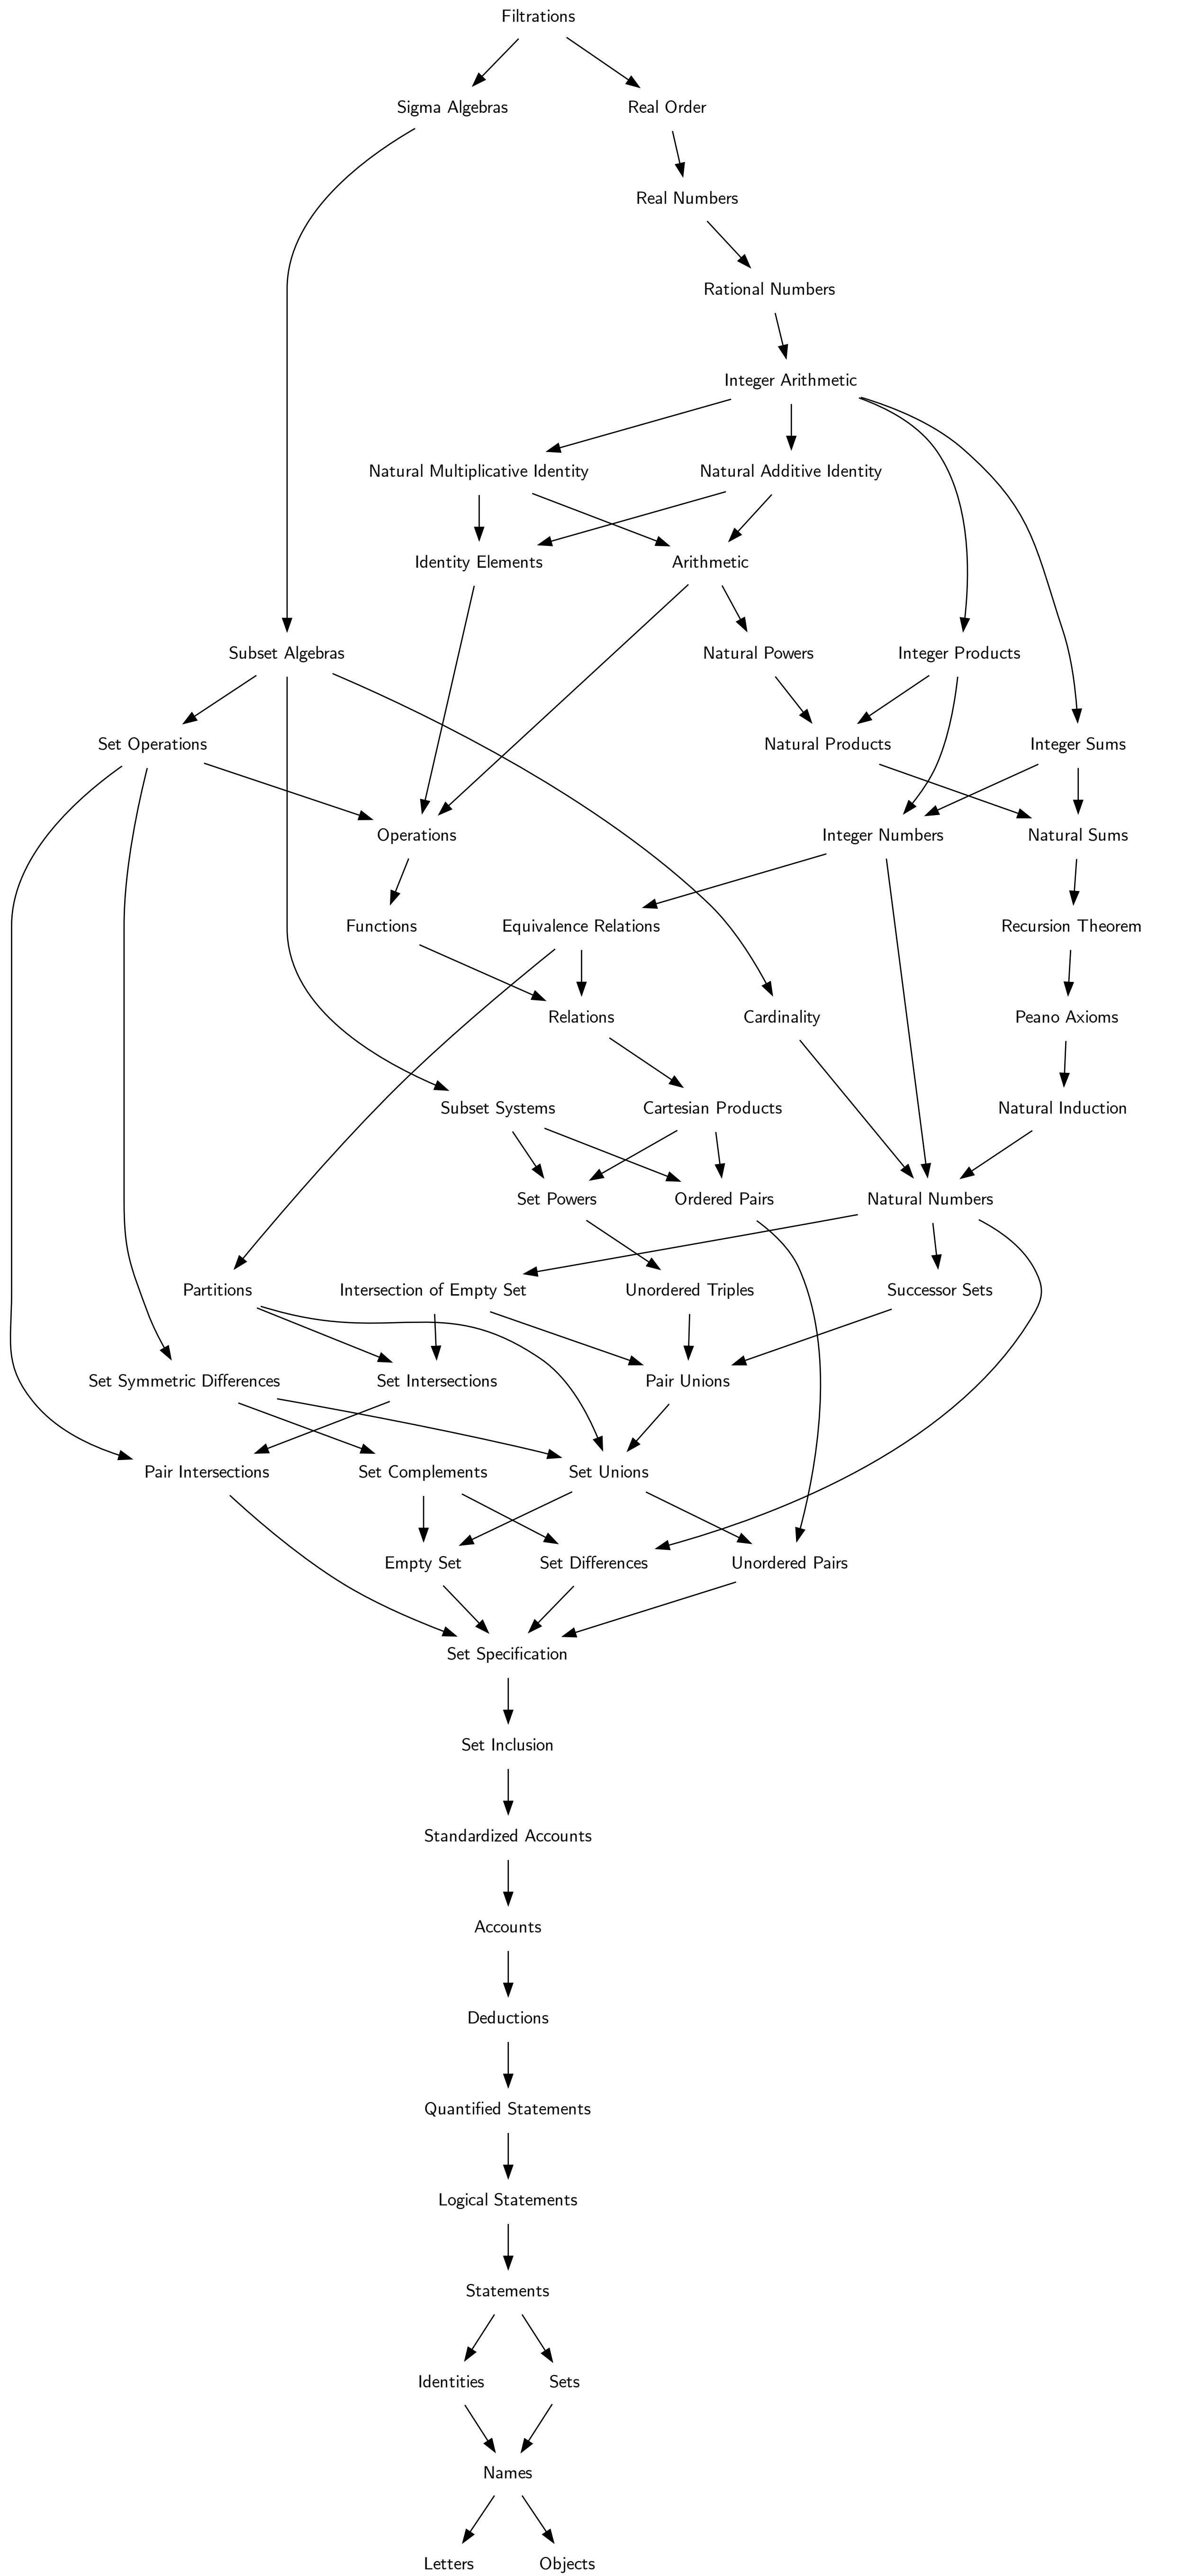 Filtrations
Sigma Algebras
Real Order
Real Numbers
Rational Numbers
Integer Arithmetic
Natural Multiplicative Identity
Natural Additive Identity
Identity Elements
Arithmetic
Subset Algebras
Natural Powers
Integer Products
Set Operations
Natural Products
Integer Sums
Operations
Integer Numbers
Natural Sums
Functions
Equivalence Relations
Recursion Theorem
Relations
Cardinality
Peano Axioms
Subset Systems
Cartesian Products
Natural Induction
Set Powers
Ordered Pairs
Natural Numbers
Partitions
Intersection of Empty Set
Unordered Triples
Successor Sets
Set Symmetric Differences
Set Intersections
Pair Unions
Pair Intersections
Set Complements
Set Unions
Empty Set
Set Differences
Unordered Pairs
Set Specification
Set Inclusion
Standardized Accounts
Accounts
Deductions
Quantified Statements
Logical Statements
Statements
Identities
Sets
Names
Letters
Objects